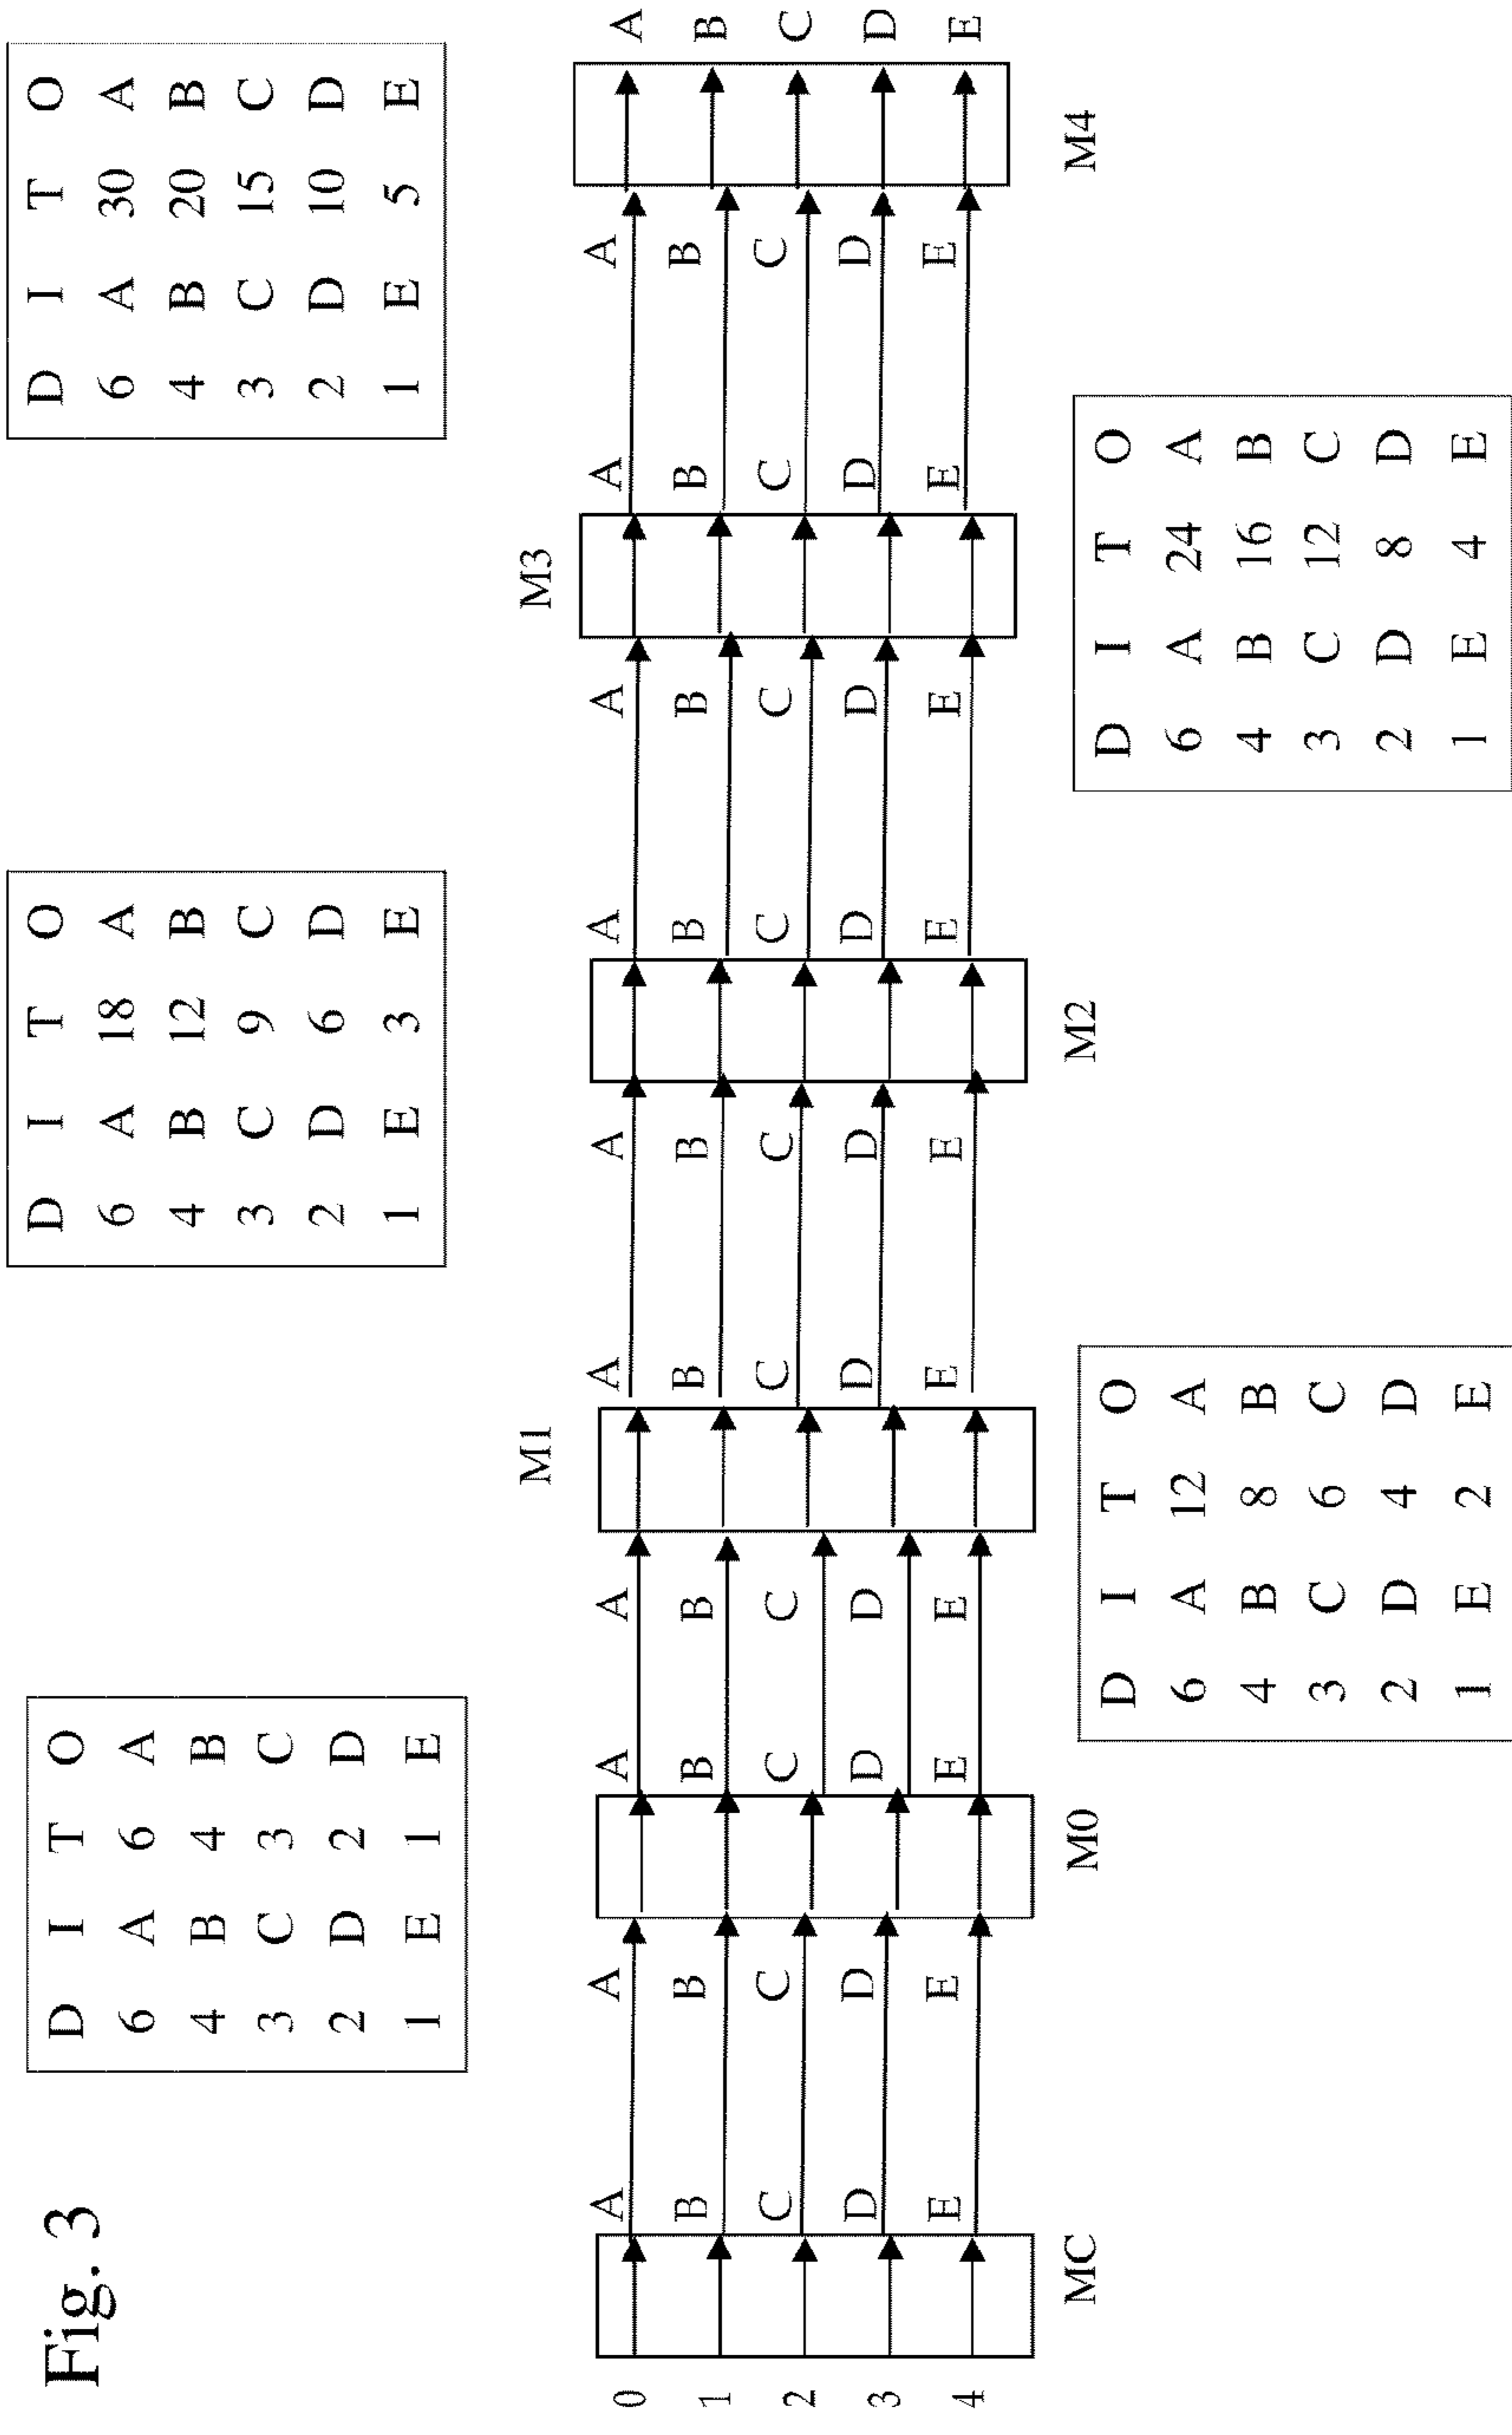 Fig. 3
D I T O
6 A 6 A
4 B 4 B
3 C 3 C
2 D 2 D
1 E 1 E
D I T O
6 A 18 A
4 B 12 B
3 C 9 C
2 D 6 D
1 E 3 E
D I T O
6 A 30 A
4 B 20 B
3 C 15 C
2 D 10 D
1 E 5 E
M1 M3
0 A A A A A A A A A A A
1 B B B B B B B B B B B
2 C C C C C C C C C C C
3 D D D D D D D D D D D
4 E E E E E E E E E E E
MC M0 M2 M4
D I T O
6 A 12 A
4 B 8 B
3 C 6 C
2 D 4 D
1 E 2 E
D I T O
6 A 24 A
4 B 16 B
3 C 12 C
2 D 8 D
1 E 4 E